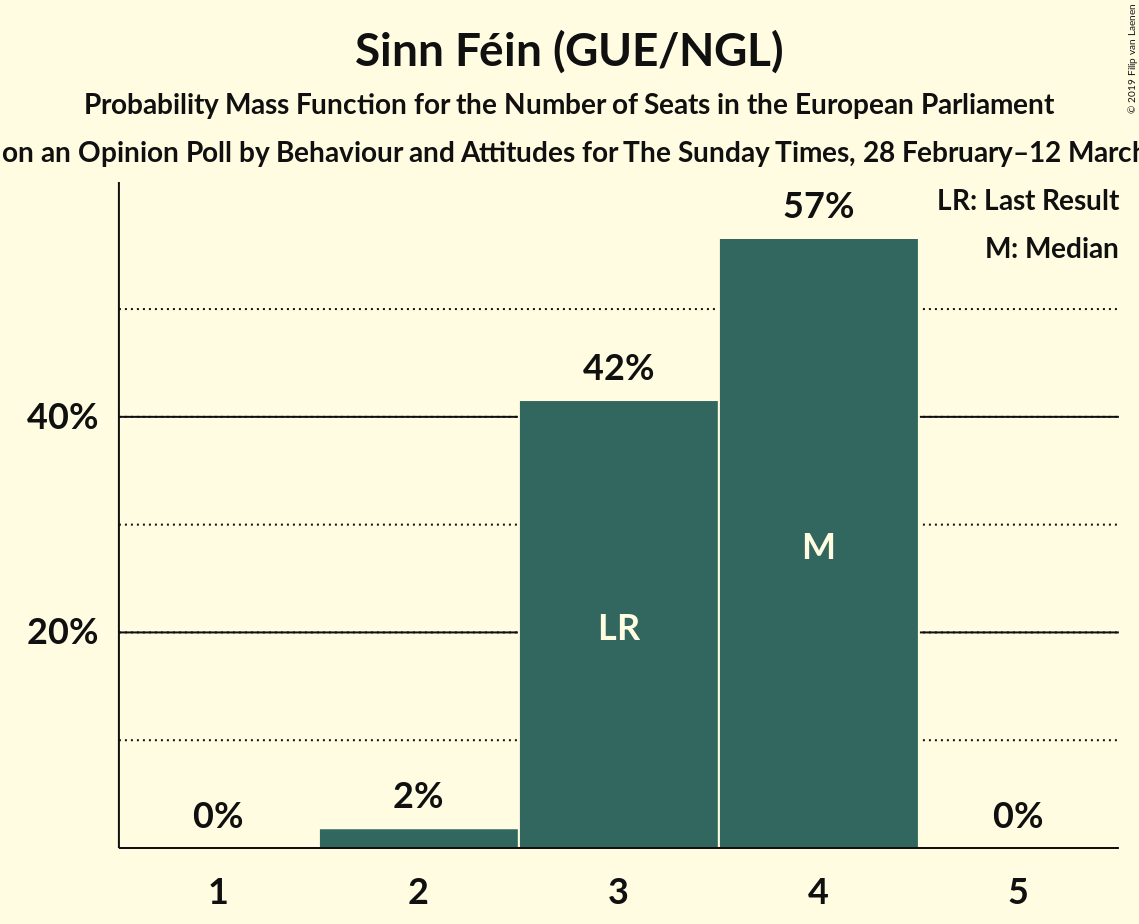 Sinn Féin (GUE/NGL)
Probability Mass Function for the Number of Seats in the European Parliament
on an Opinion Poll by Behaviour and Attitudes for The Sunday Times, 28 February–12 March
© 2019 Filip van Laenen
LR: Last Result
M: Median
57%
42%
40%
M
LR
20%
2%
0%
0%
1
2
3
4
5